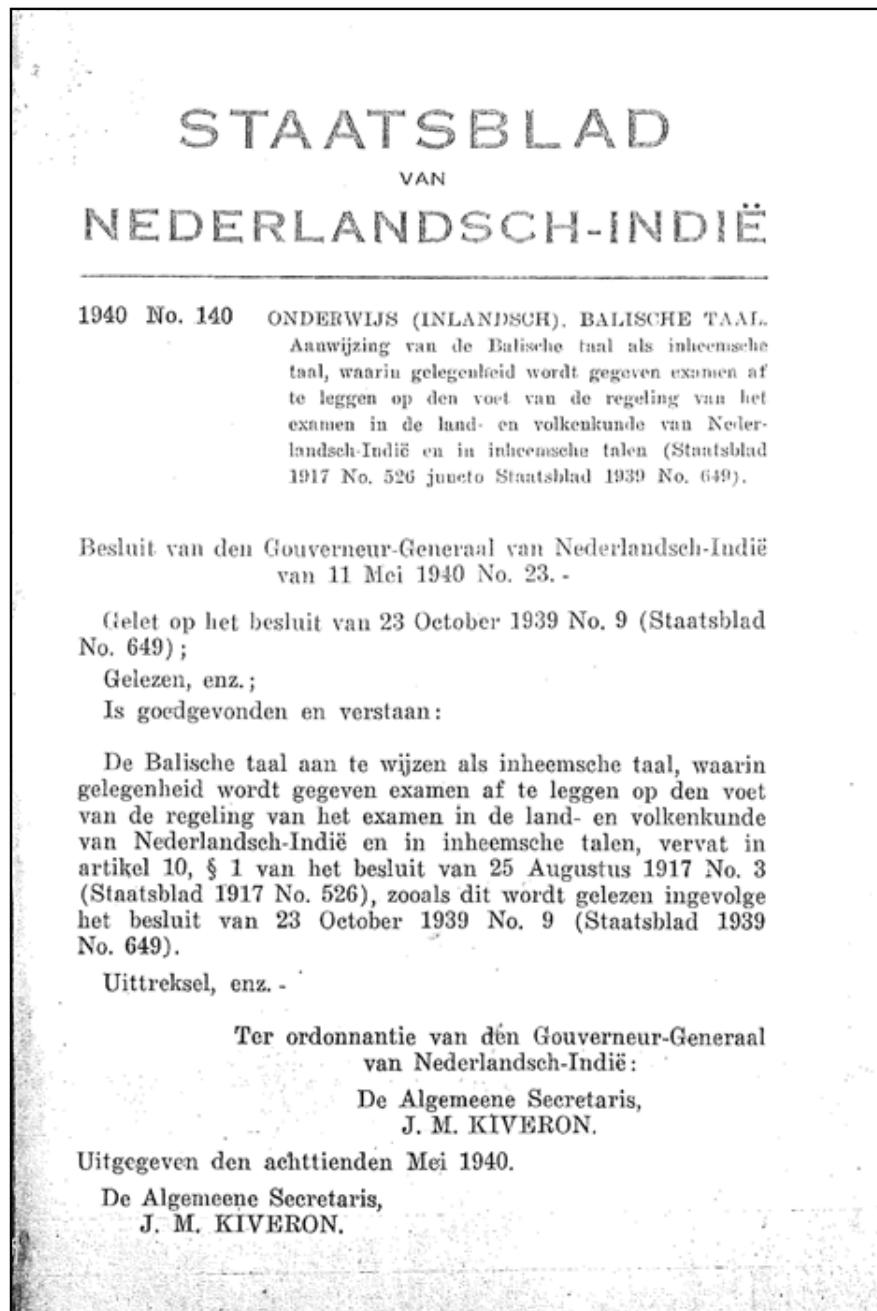 STAATSBLAD
VAN
NEDERLANDSCH-INDIË
1940 No. 140 ONDERWIJS (INLANDSCH). BALISCHE TAAL.
Aanwijzing van de Balische taal als inheemsche
taal, waarin gelegenheid wordt gegeven examen af
te leggen op den voet van de regeling van het
examen in de land- en volkenkunde van Neder-
landsch-Indië en in inheemsche talen (Staatsblad
1917 No. 526 juncto Staatsblad 1939 No. 649).
Besluit van den Gouverneur-Generaal van Nederlandsch-Indië
van 11 Mei 1940 No. 23. -
Gelet op het besluit van 23 October 1939 No. 9 (Staatsblad
No. 649) ;
Gelezen, enz. ;
Is goedgevonden en verstaan :
De Balische taal aan te wijzen als inheemsche taal, waarin
gelegenheid wordt gegeven examen af te leggen op den voet
van de regeling van het examen in de land- en volkenkunde
van Nederlandsch-Indië en in inheemsche talen, vervat in
artikel 10, § 1 van het besluit van 25 Augustus 1917 No. 3
(Staatsblad 1917 No. 526), zooals dit wordt gelezen ingevolge
het besluit van 23 October 1939 No. 9 (Staatsblad 1939
No. 649).
Uittreksel, enz. -
Ter ordonnantie van den Gouverneur-Generaal
van Nederlandsch-Indië :
De Algemeene Secretaris,
J. M. KIVERON.
Uitgegeven den achttienden Mei 1940.
De Algemeene Secretaris,
J. M. KIVERON.